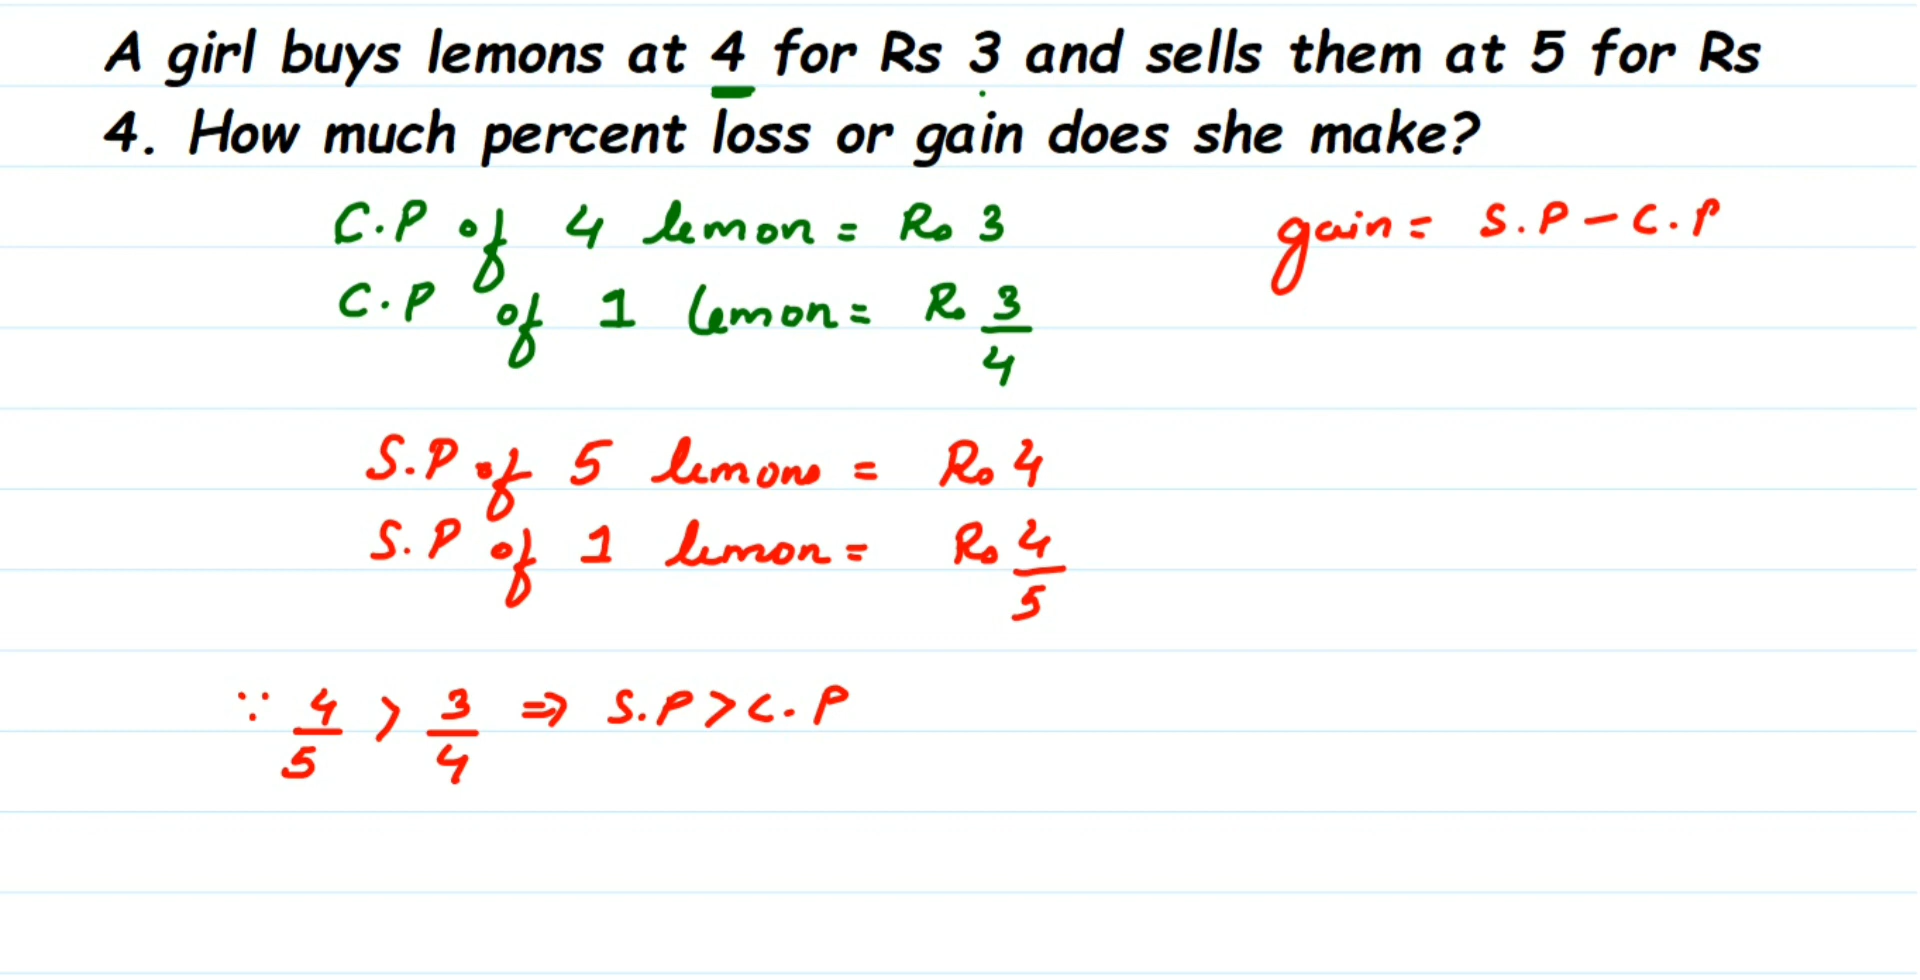 A girl buys lemons at 4 for Rs 3 and sells them at 5 for Rs
4. How much percent loss or gain does she make?
C.P of 4 lemon = Rs 3
gain = S.P - C.P
C.P of 1 lemon = Rs 3/4
S.P of 5 lemons = Rs 4
S.P of 1 lemon = Rs 4/5
∵ 4/5 > 3/4 ⇒ S.P > C.P